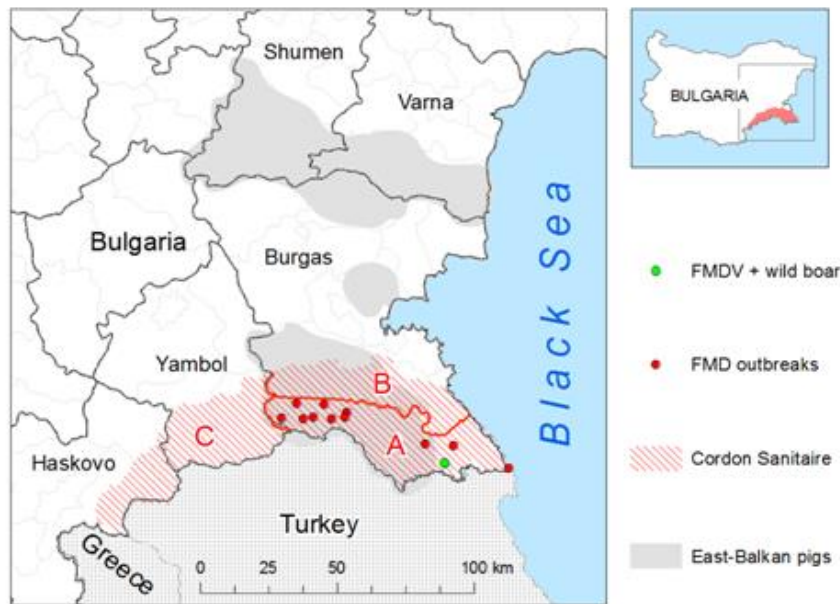 Shumen
Varna
Bulgaria
Burgas
Yambol
Haskovo
B
C
A
Turkey
Greece
Black Sea
0 25 50 100 km
BULGARIA
FMDV + wild boar
FMD outbreaks
Cordon Sanitaire
East-Balkan pigs